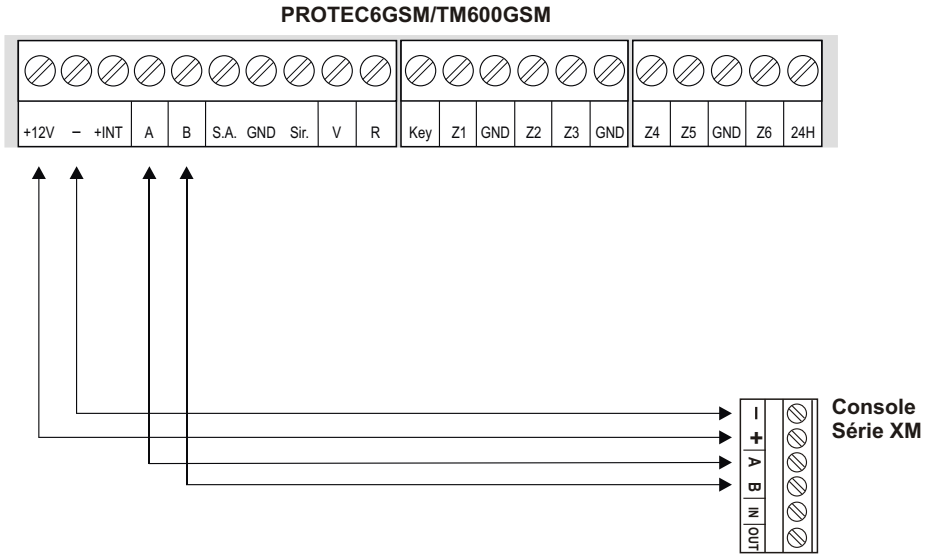 PROTEC6GSM/TM600GSM
+12V – +INT A B S.A. GND Sir. V R Key Z1 GND Z2 Z3 GND Z4 Z5 GND Z6 24H
– 
+
A
B
IN
OUT
Console
Série XM